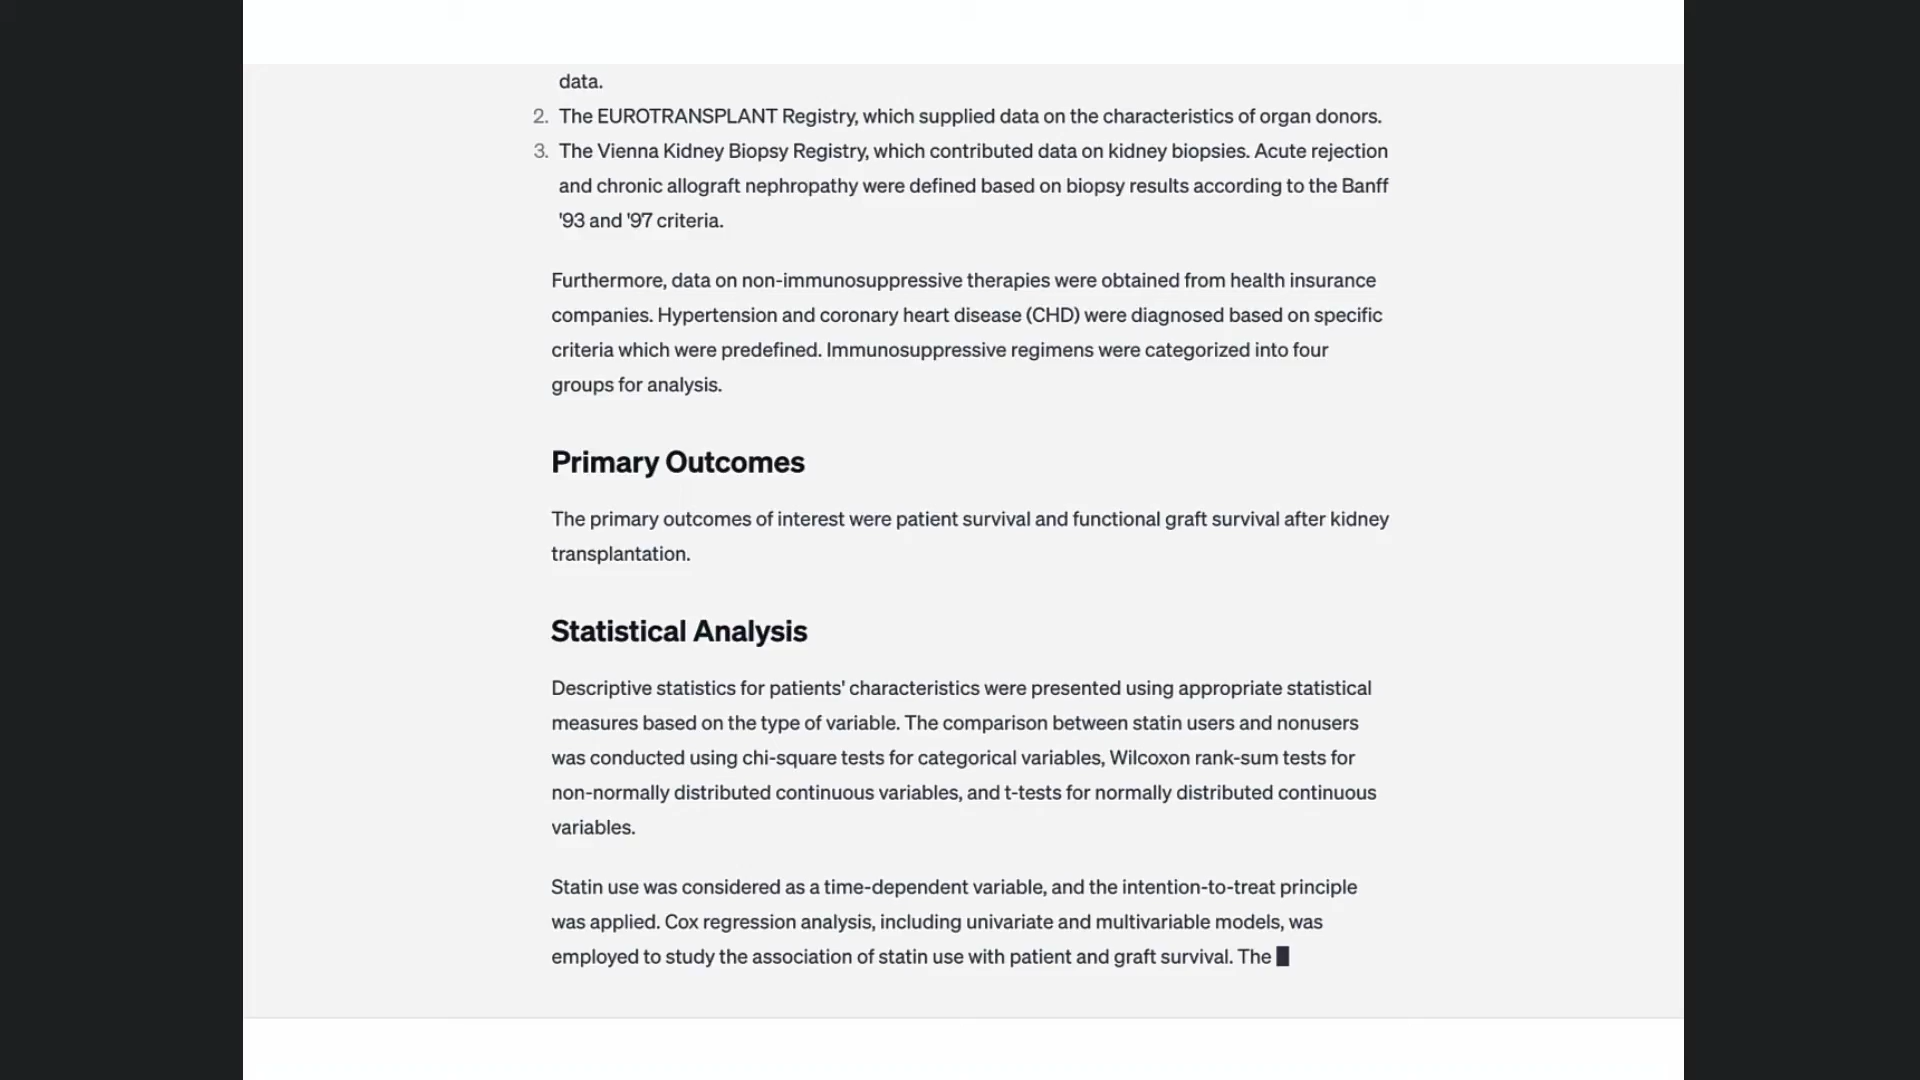 data.
2. The EUROTRANSPLANT Registry, which supplied data on the characteristics of organ donors.
3. The Vienna Kidney Biopsy Registry, which contributed data on kidney biopsies. Acute rejection
and chronic allograft nephropathy were defined based on biopsy results according to the Banff
'93 and '97 criteria.
Furthermore, data on non-immunosuppressive therapies were obtained from health insurance
companies. Hypertension and coronary heart disease (CHD) were diagnosed based on specific
criteria which were predefined. Immunosuppressive regimens were categorized into four
groups for analysis.
Primary Outcomes
The primary outcomes of interest were patient survival and functional graft survival after kidney
transplantation.
Statistical Analysis
Descriptive statistics for patients' characteristics were presented using appropriate statistical
measures based on the type of variable. The comparison between statin users and nonusers
was conducted using chi-square tests for categorical variables, Wilcoxon rank-sum tests for
non-normally distributed continuous variables, and t-tests for normally distributed continuous
variables.
Statin use was considered as a time-dependent variable, and the intention-to-treat principle
was applied. Cox regression analysis, including univariate and multivariable models, was
employed to study the association of statin use with patient and graft survival. The